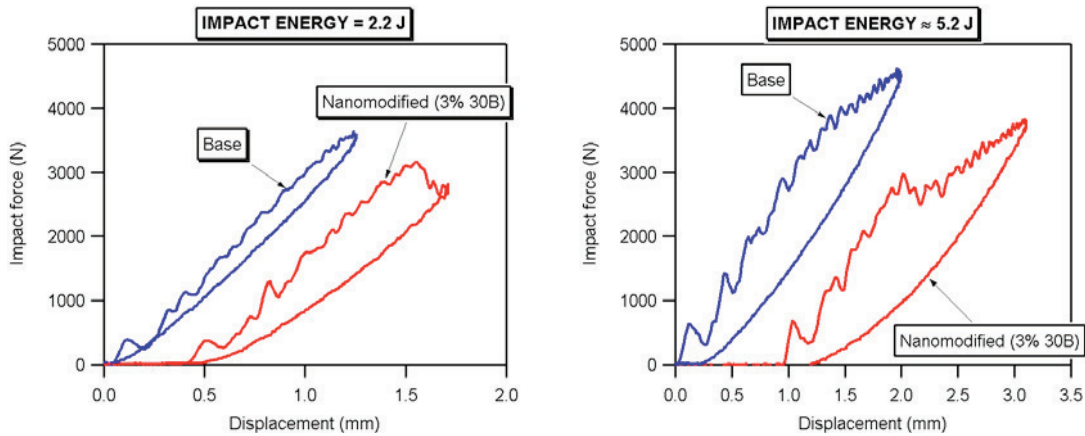 IMPACT ENERGY = 2.2 J
5000
4000
3000
2000
1000
0
Impact force (N)
Nanomodified (3% 30B)
Base
0.0 0.5 1.0 1.5 2.0
Displacement (mm)
IMPACT ENERGY ≈ 5.2 J
5000
4000
3000
2000
1000
0
Impact force (N)
Base
Nanomodified (3% 30B)
0.0 0.5 1.0 1.5 2.0 2.5 3.0 3.5
Displacement (mm)